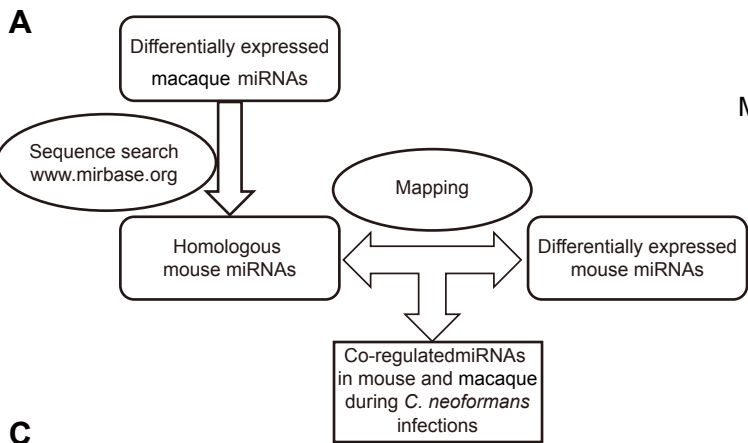 A
Differentially expressed
macaque miRNAs
M
Sequence search
www.mirbase.org
Mapping
Homologous
mouse miRNAs
Differentially expressed
mouse miRNAs
Co-regulatedmiRNAs
in mouse and macaque
during C. neoformans
infections
C